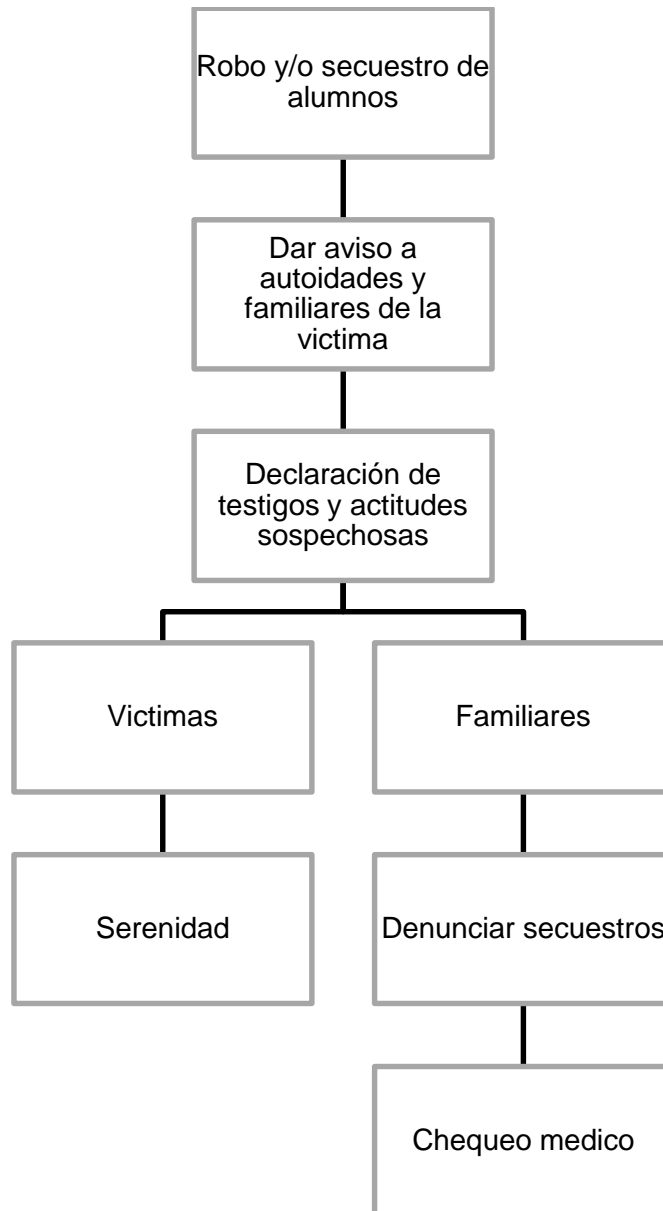 Robo y/o secuestro de
alumnos
Dar aviso a
autoidades y
familiares de la
victima
Declaración de
testigos y actitudes
sospechosas
Victimas
Familiares
Serenidad
Denunciar secuestros
Chequeo medico